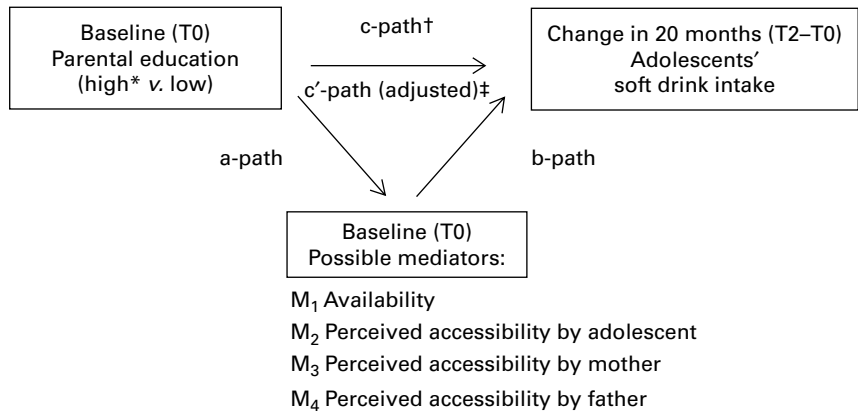 Baseline (T0)
Parental education
(high* v. low)
c-path†
c′-path (adjusted)‡
Change in 20 months (T2–T0)
Adolescents′
soft drink intake
a-path
b-path
Baseline (T0)
Possible mediators:
M₁ Availability
M₂ Perceived accessibility by adolescent
M₃ Perceived accessibility by mother
M₄ Perceived accessibility by father